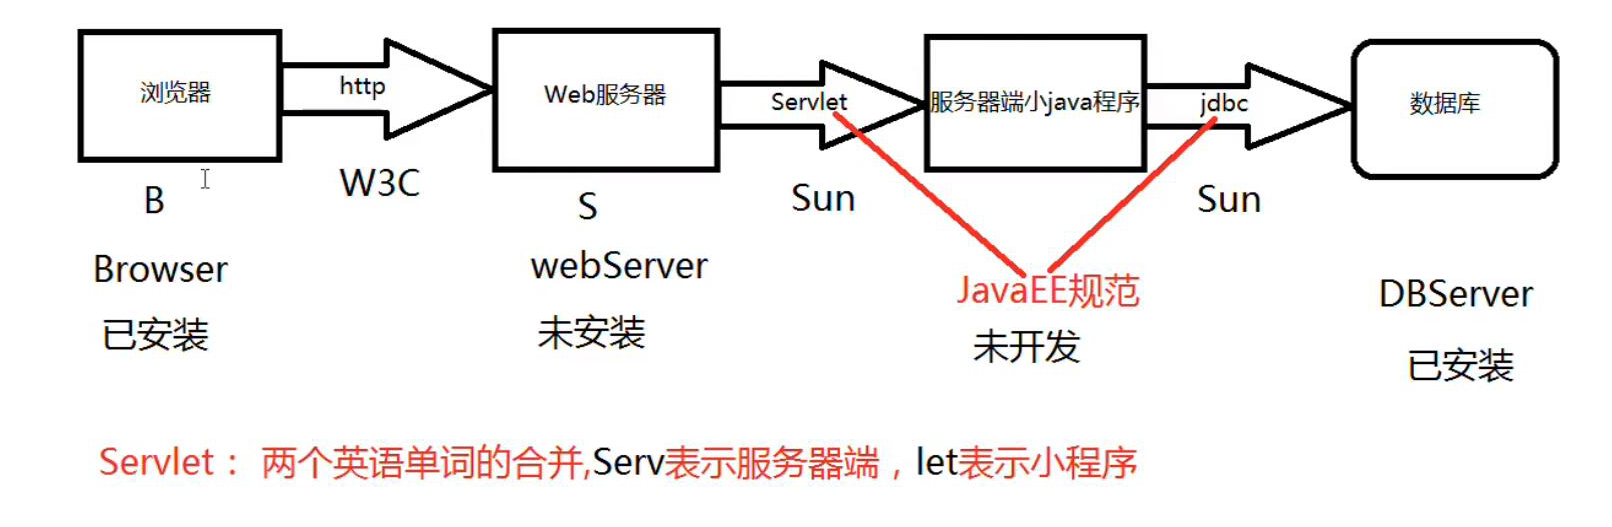 浏览器
http
Web服务器
Servlet
服务器端小java程序
jdbc
数据库
B
W3C
S
Sun
Sun
Browser
webServer
JavaEE规范
DBServer
已安装
未安装
未开发
已安装
Servlet： 两个英语单词的合并,Serv表示服务器端，let表示小程序